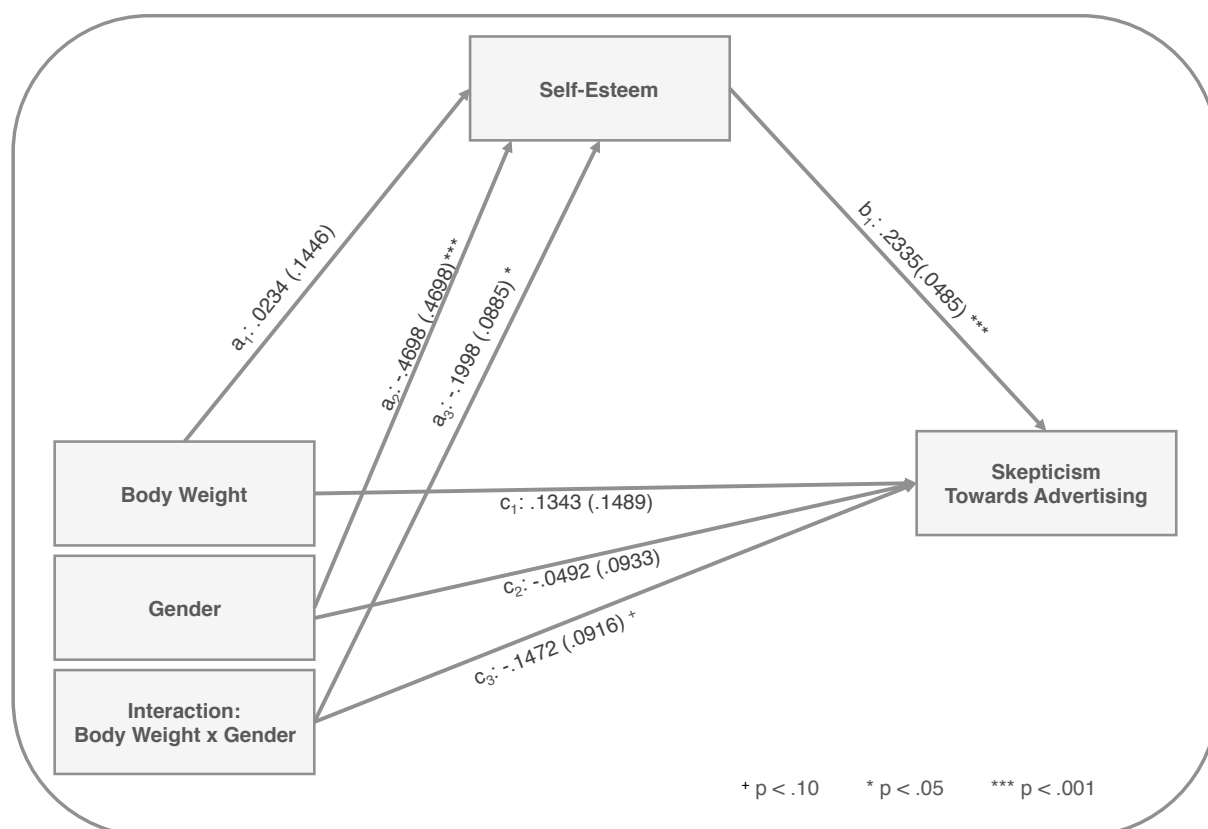 Self-Esteem
a₁: .0234 (.1446)
a₂: -.4698 (.4698)***
a₃: -.1998 (.0885) *
b₁: .2335(.0485) ***
Body Weight
Skepticism
Towards Advertising
c₁: .1343 (.1489)
Gender
c₂: -.0492 (.0933)
c₃: -.1472 (.0916) +
Interaction:
Body Weight x Gender
+ p < .10 * p < .05 *** p < .001